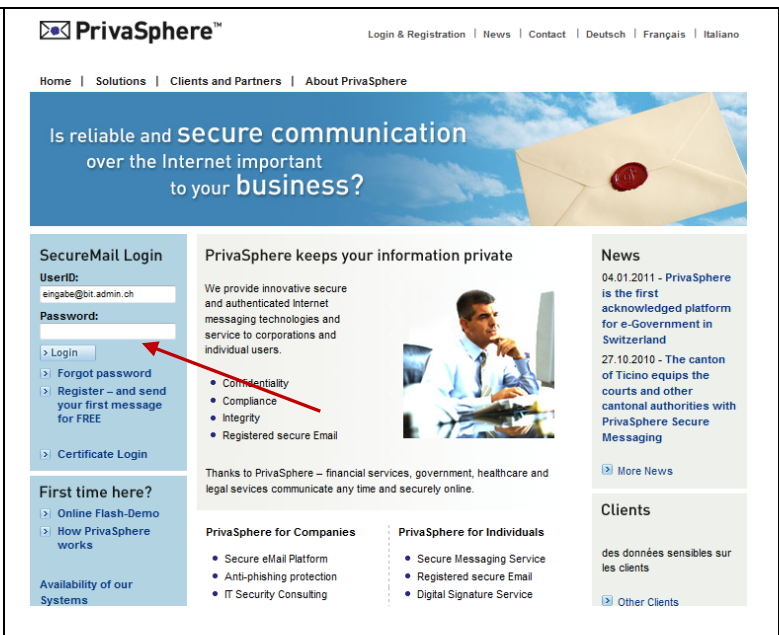 PrivaSphere™
Login & Registration | News | Contact | Deutsch | Français | Italiano
Home | Solutions | Clients and Partners | About PrivaSphere
Is reliable and secure communication
over the Internet important
to your business?
SecureMail Login
UserID:
eingabe@bit.admin.ch
Password:
Login
Forgot password
Register – and send
your first message
for FREE
Certificate Login
First time here?
Online Flash-Demo
How PrivaSphere
works
Availability of our
Systems
PrivaSphere keeps your information private
We provide innovative secure
and authenticated Internet
messaging technologies and
service to corporations and
individual users.
Confidentiality
Compliance
Integrity
Registered secure Email
Thanks to PrivaSphere – financial services, government, healthcare and
legal services communicate any time and securely online.
PrivaSphere for Companies
Secure eMail Platform
Anti-phishing protection
IT Security Consulting
PrivaSphere for Individuals
Secure Messaging Service
Registered secure Email
Digital Signature Service
News
04.01.2011 - PrivaSphere
is the first
acknowledged platform
for e-Government in
Switzerland
27.10.2010 - The canton
of Ticino equips the
courts and other
cantonal authorities with
PrivaSphere Secure
Messaging
More News
Clients
des données sensibles sur
les clients
Other Clients